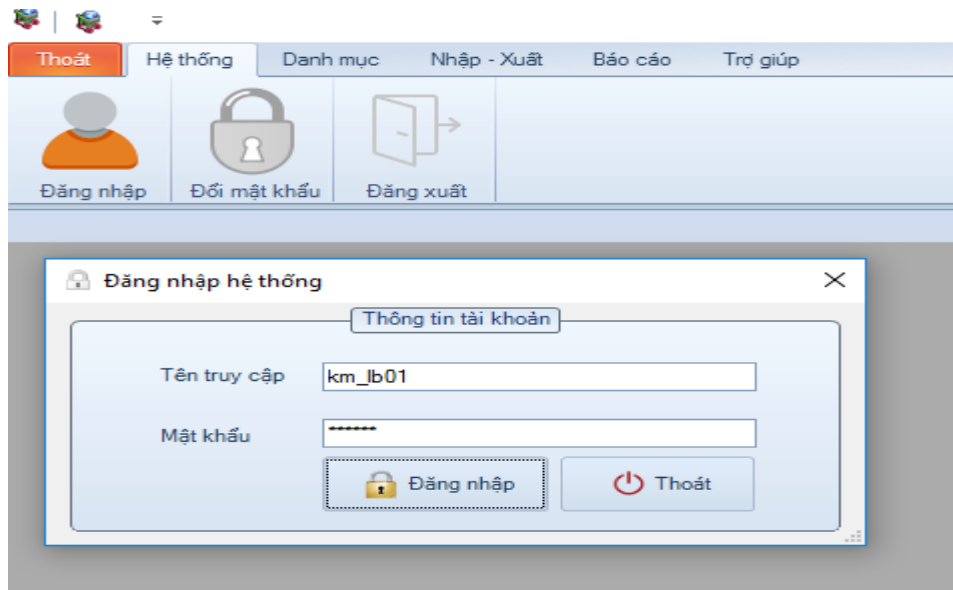 Thoát Hệ thống Danh mục Nhập - Xuất Báo cáo Trợ giúp
Đăng nhập Đổi mật khẩu Đăng xuất
Đăng nhập hệ thống
Thông tin tài khoản
Tên truy cập km_lb01
Mật khẩu ******
Đăng nhập Thoát